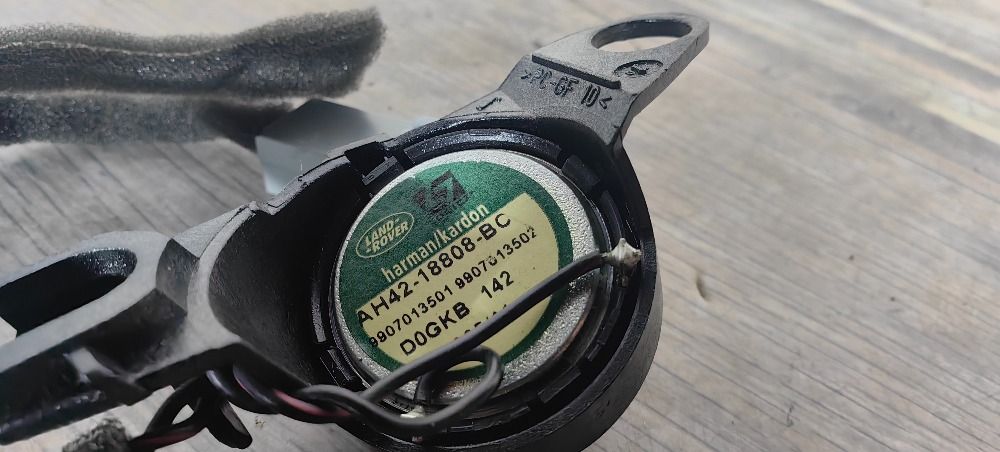 >PC-GF 10<
LAND-
ROVER
harman/kardon
AH42-18808-BC
9907013501 9907013502
D0GKB 142